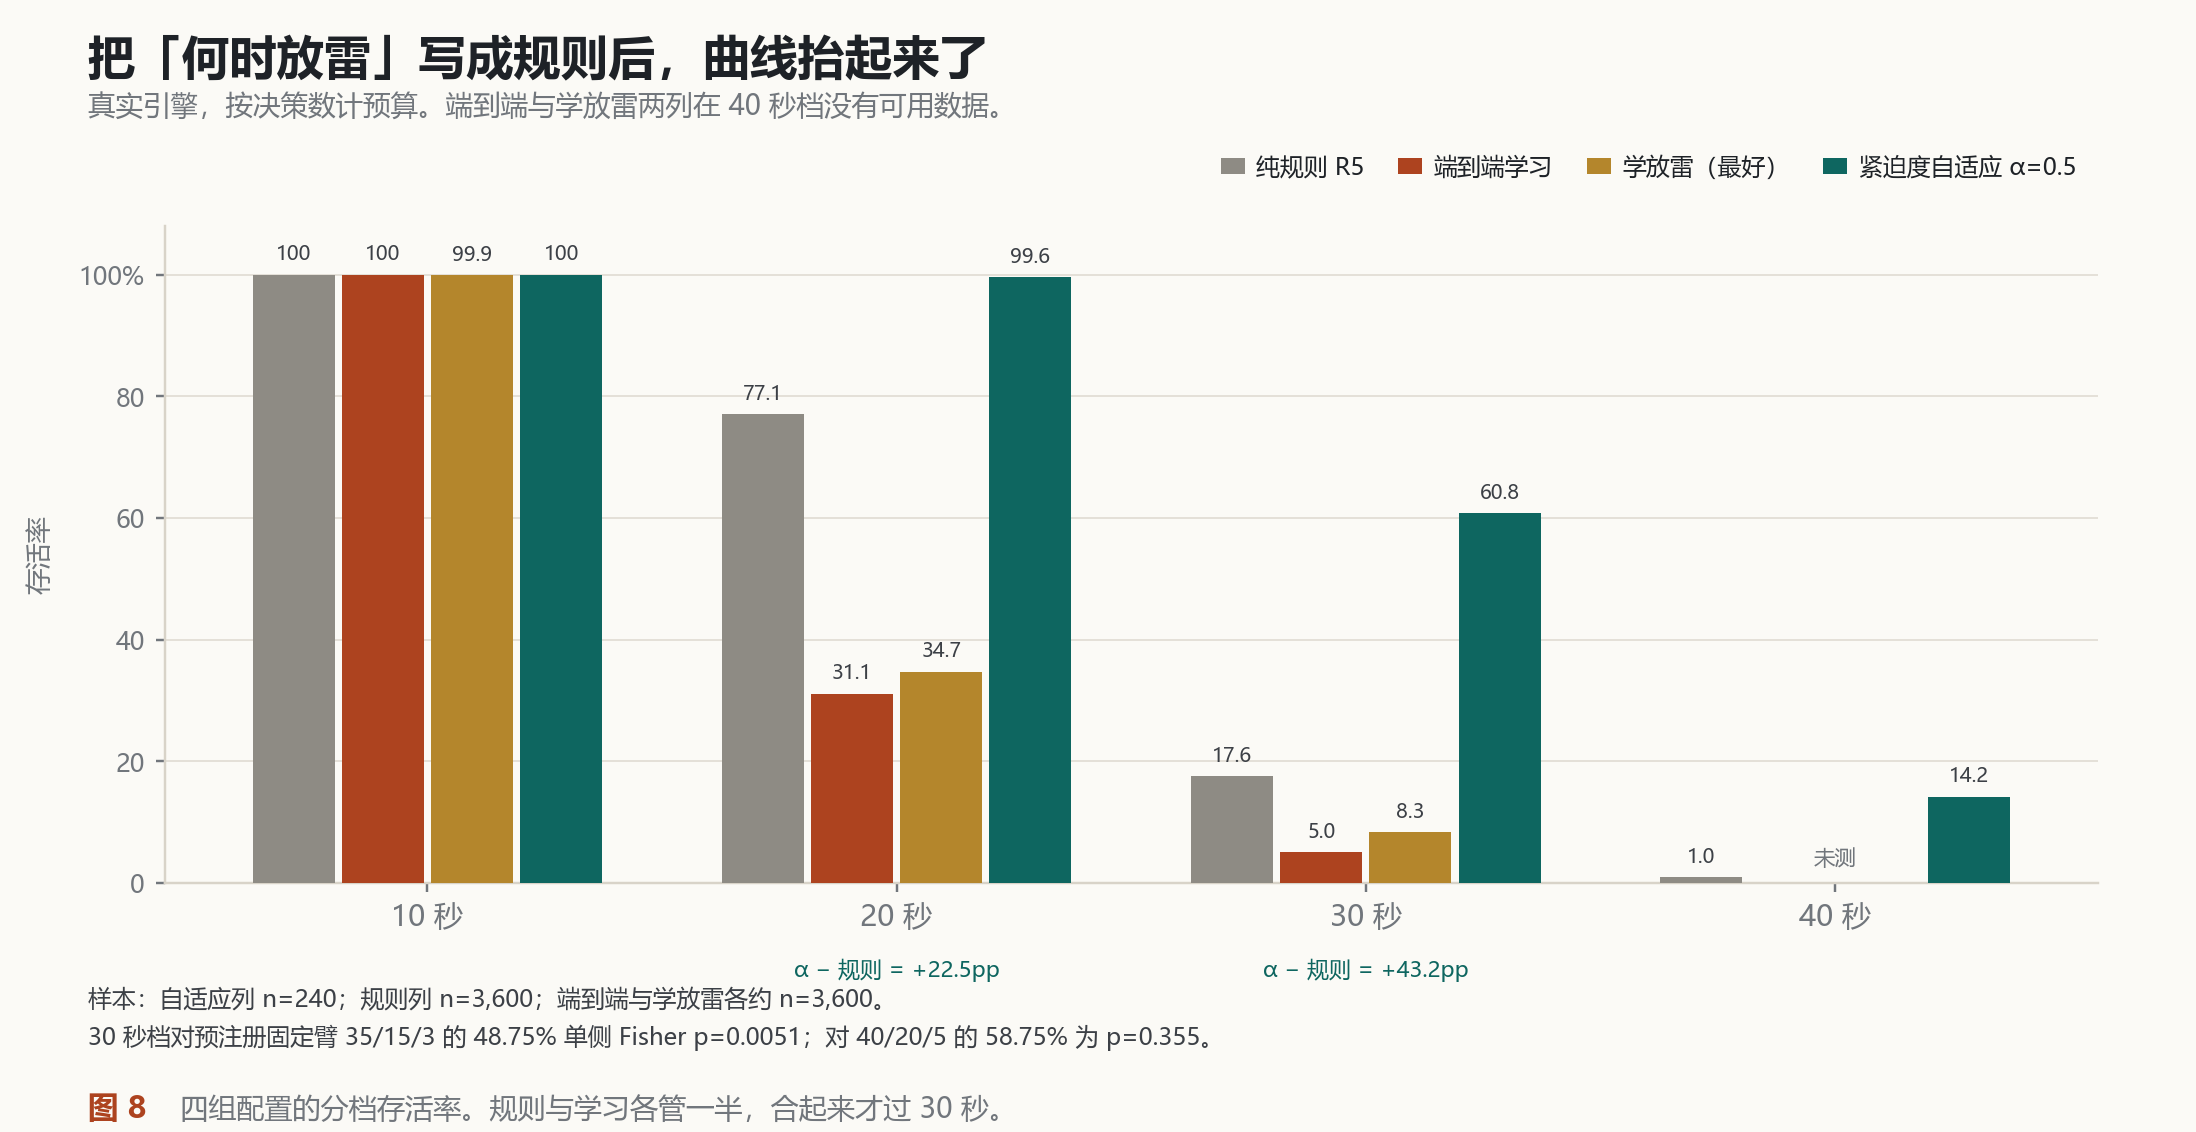 把「何时放雷」写成规则后，曲线抬起来了
真实引擎，按决策数计预算。端到端与学放雷两列在 40 秒档没有可用数据。
纯规则 R5 端到端学习 学放雷（最好） 紧迫度自适应 α=0.5
存活率
100%
80
60
40
20
0
100 100 99.9 100
77.1 31.1 34.7 99.6
17.6 5.0 8.3 60.8
1.0 未测 14.2
10 秒 20 秒 30 秒 40 秒
α − 规则 = +22.5pp α − 规则 = +43.2pp
样本：自适应列 n=240；规则列 n=3,600；端到端与学放雷各约 n=3,600。
30 秒档对预注册固定臂 35/15/3 的 48.75% 单侧 Fisher p=0.0051；对 40/20/5 的 58.75% 为 p=0.355。
图 8 四组配置的分档存活率。规则与学习各管一半，合起来才过 30 秒。